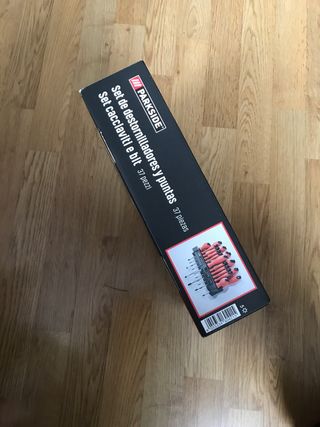 PARKSIDE
Set de destornilladores y puntas 37 piezas
Set cacciaviti e bit 37 pezzi